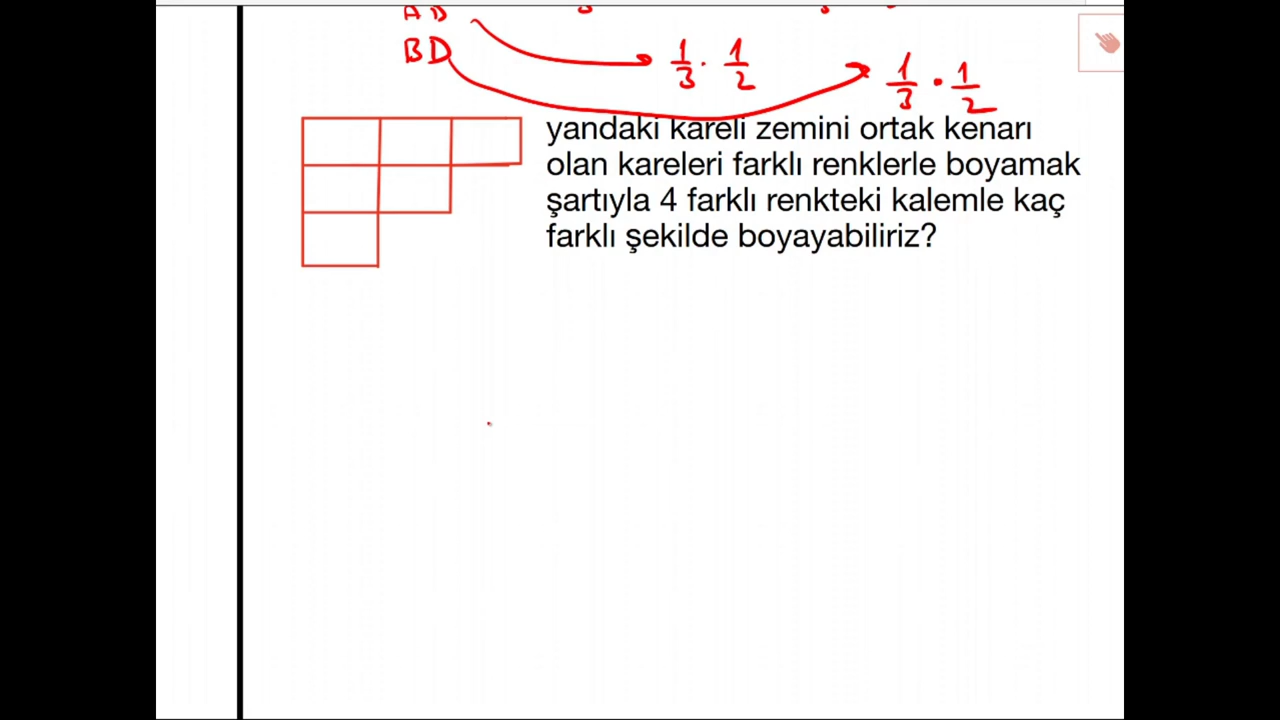 BD
1/3 · 1/2
1/3 · 1/2
yandaki kareli zemini ortak kenarı
olan kareleri farklı renklerle boyamak
şartıyla 4 farklı renkteki kalemle kaç
farklı şekilde boyayabiliriz?